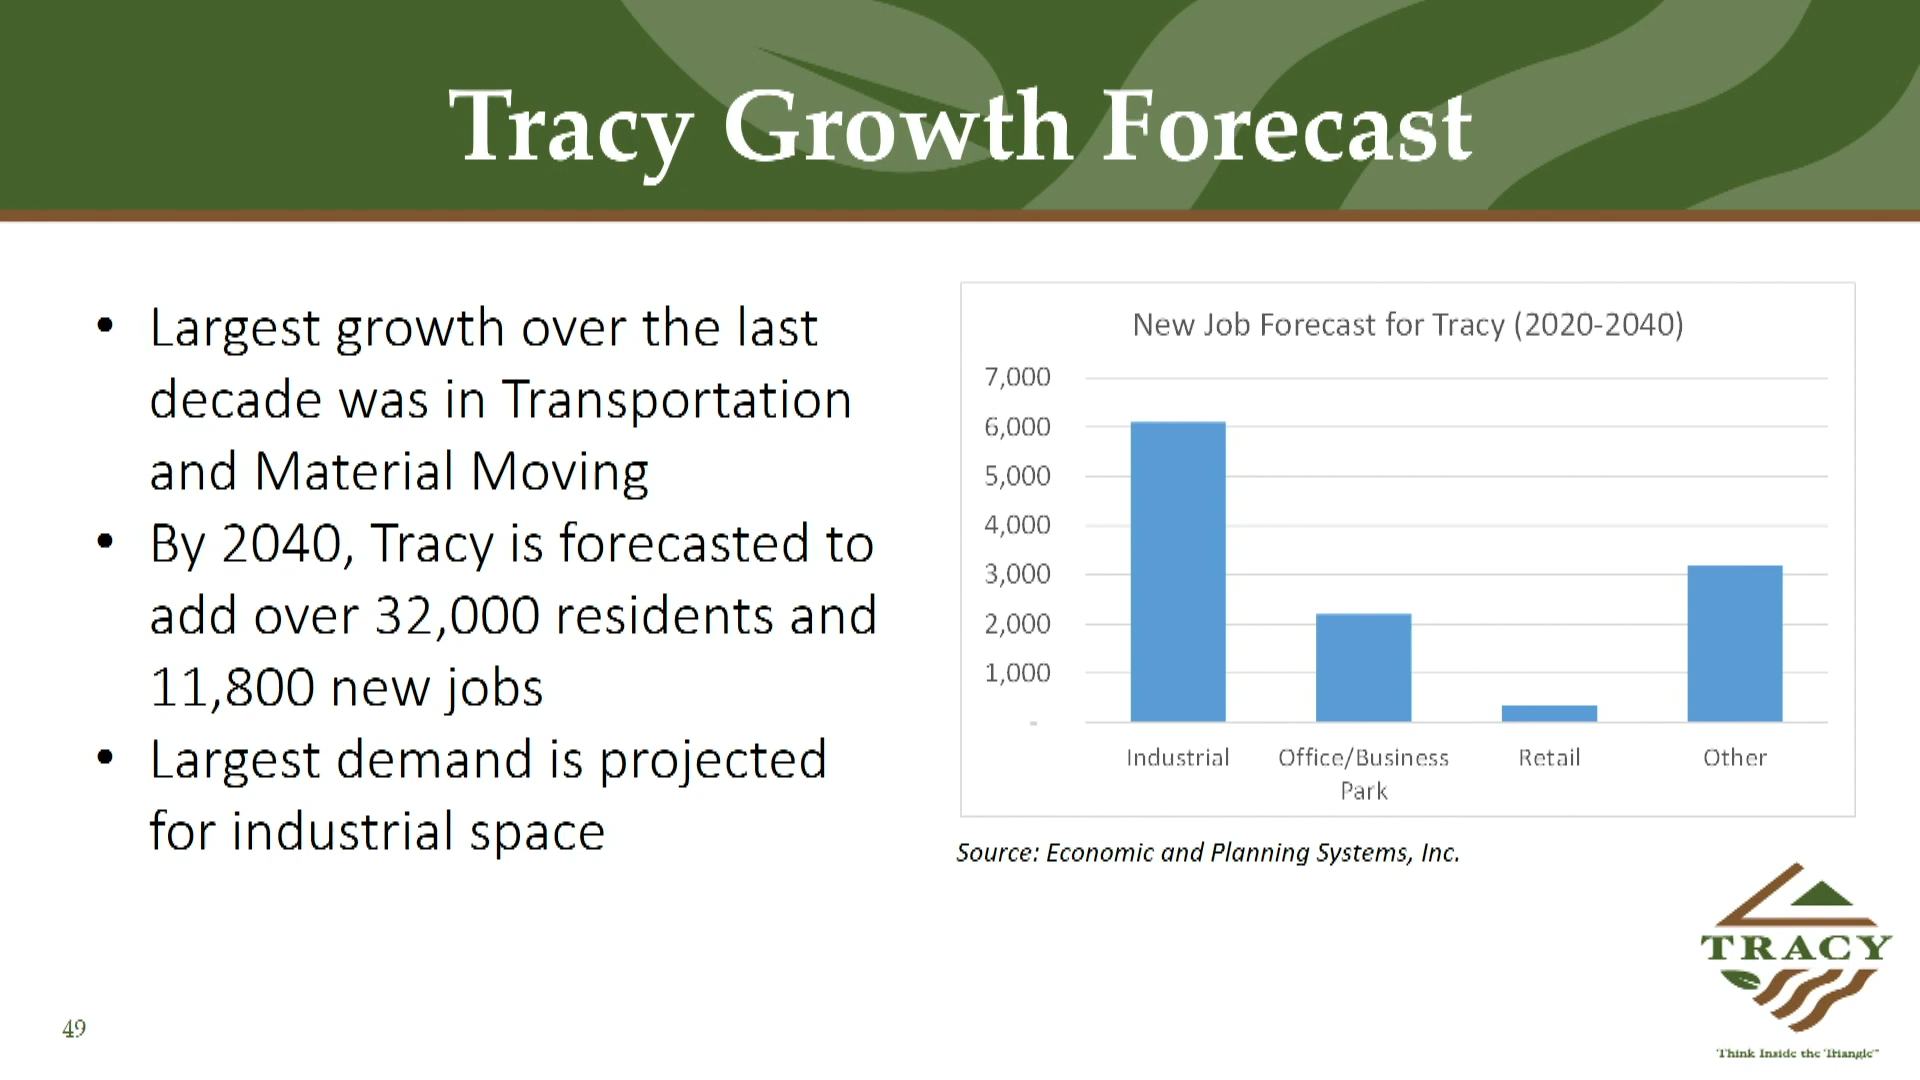 Tracy Growth Forecast
• Largest growth over the last
decade was in Transportation
and Material Moving
• By 2040, Tracy is forecasted to
add over 32,000 residents and
11,800 new jobs
• Largest demand is projected
for industrial space
New Job Forecast for Tracy (2020-2040)
7,000
6,000
5,000
4,000
3,000
2,000
1,000
-
Industrial
Office/Business
Park
Retail
Other
Source: Economic and Planning Systems, Inc.
TRACY
Think Inside the Triangle™
49